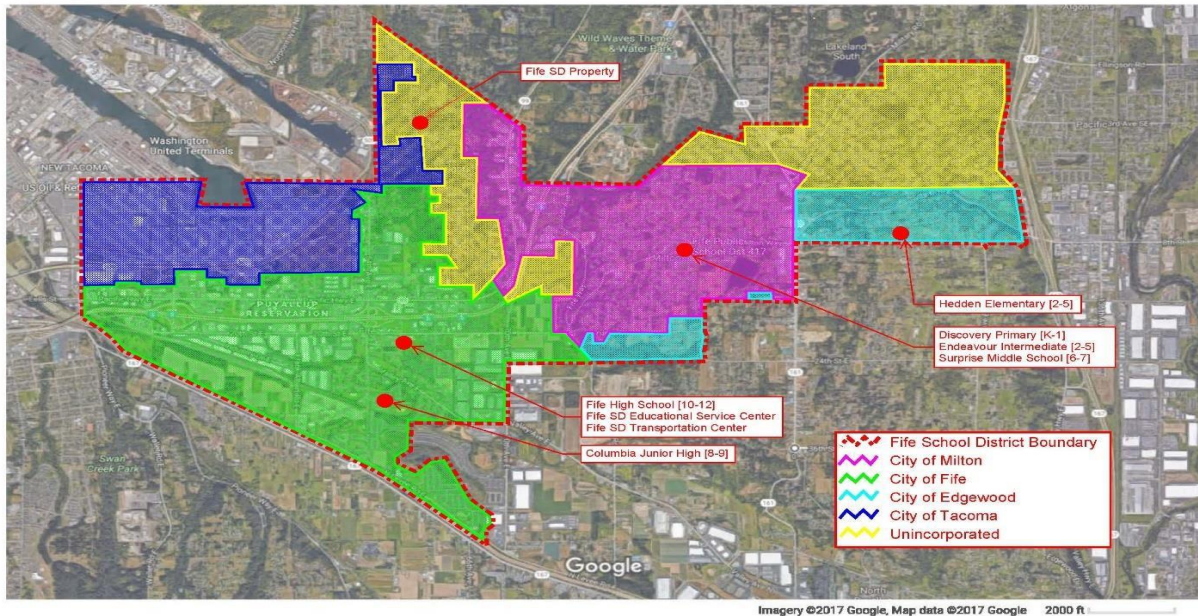 Wild Waves Theme
& Water Park
Lakeland
South
Fife SD Property
Washington
United Terminals
NEW TACOMA
US Oil & Re
PUYALLUP
RESERVATION
Hedden Elementary [2-5]
Discovery Primary [K-1]
Endeavour Intermediate [2-5]
Surprise Middle School [6-7]
Fife High School [10-12]
Fife SD Educational Service Center
Fife SD Transportation Center
Columbia Junior High [8-9]
Swan
Creek Park
Fife School District Boundary
City of Milton
City of Fife
City of Edgewood
City of Tacoma
Unincorporated
Google
North
Imagery ©2017 Google, Map data ©2017 Google 2000 ft